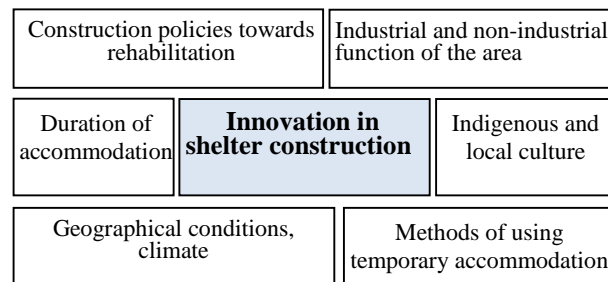 Construction policies towards
rehabilitation
Industrial and non-industrial
function of the area
Duration of
accommodation
Innovation in
shelter construction
Indigenous and
local culture
Geographical conditions,
climate
Methods of using
temporary accommodation